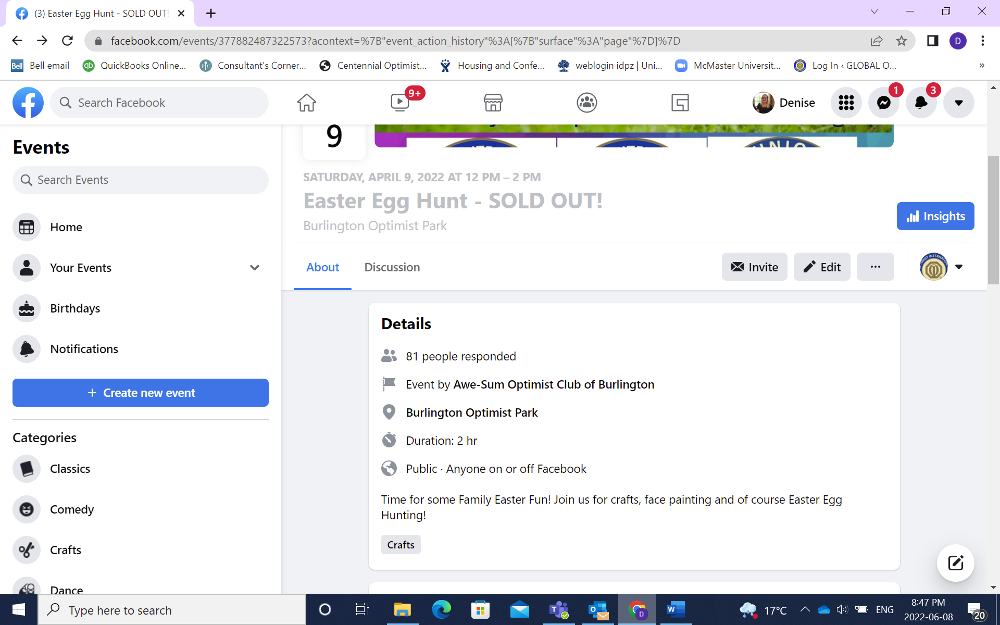 (3) Easter Egg Hunt - SOLD OUT!
facebook.com/events/377882487322573?acontext=%7B"event_action_history"%3A[%7B"surface"%3A"page"%7D]%7D
D
Bell Bell email
qb QuickBooks Online...
Consultant's Corner...
Centennial Optimist...
Housing and Confe...
weblogin idpz | Uni...
McMaster Universit...
Log In ‹ GLOBAL O...
»
Search Facebook
9+
Denise
1
3
Events
Search Events
Home
Your Events
Birthdays
Notifications
+ Create new event
Categories
Classics
Comedy
Crafts
Dance
9
SATURDAY, APRIL 9, 2022 AT 12 PM – 2 PM
Easter Egg Hunt - SOLD OUT!
Burlington Optimist Park
Insights
About
Discussion
Invite
Edit
...
Details
81 people responded
Event by Awe-Sum Optimist Club of Burlington
Burlington Optimist Park
Duration: 2 hr
Public · Anyone on or off Facebook
Time for some Family Easter Fun! Join us for crafts, face painting and of course Easter Egg
Hunting!
Crafts
Type here to search
D
17°C
ENG
8:47 PM
2022-06-08
20